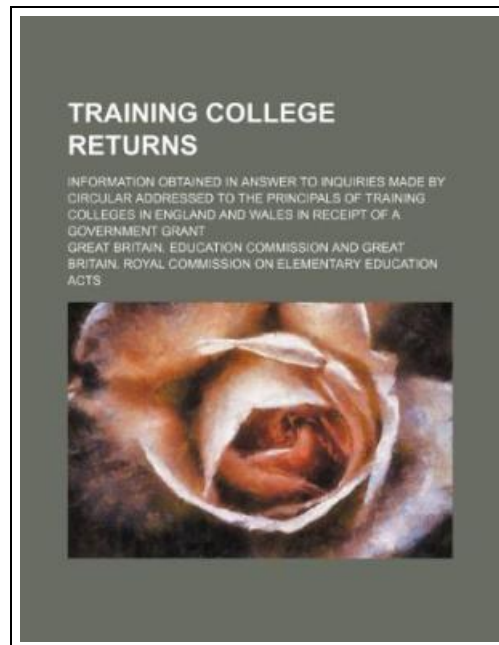 TRAINING COLLEGE
RETURNS
INFORMATION OBTAINED IN ANSWER TO INQUIRIES MADE BY
CIRCULAR ADDRESSED TO THE PRINCIPALS OF TRAINING
COLLEGES IN ENGLAND AND WALES IN RECEIPT OF A
GOVERNMENT GRANT
GREAT BRITAIN. EDUCATION COMMISSION AND GREAT
BRITAIN. ROYAL COMMISSION ON ELEMENTARY EDUCATION
ACTS